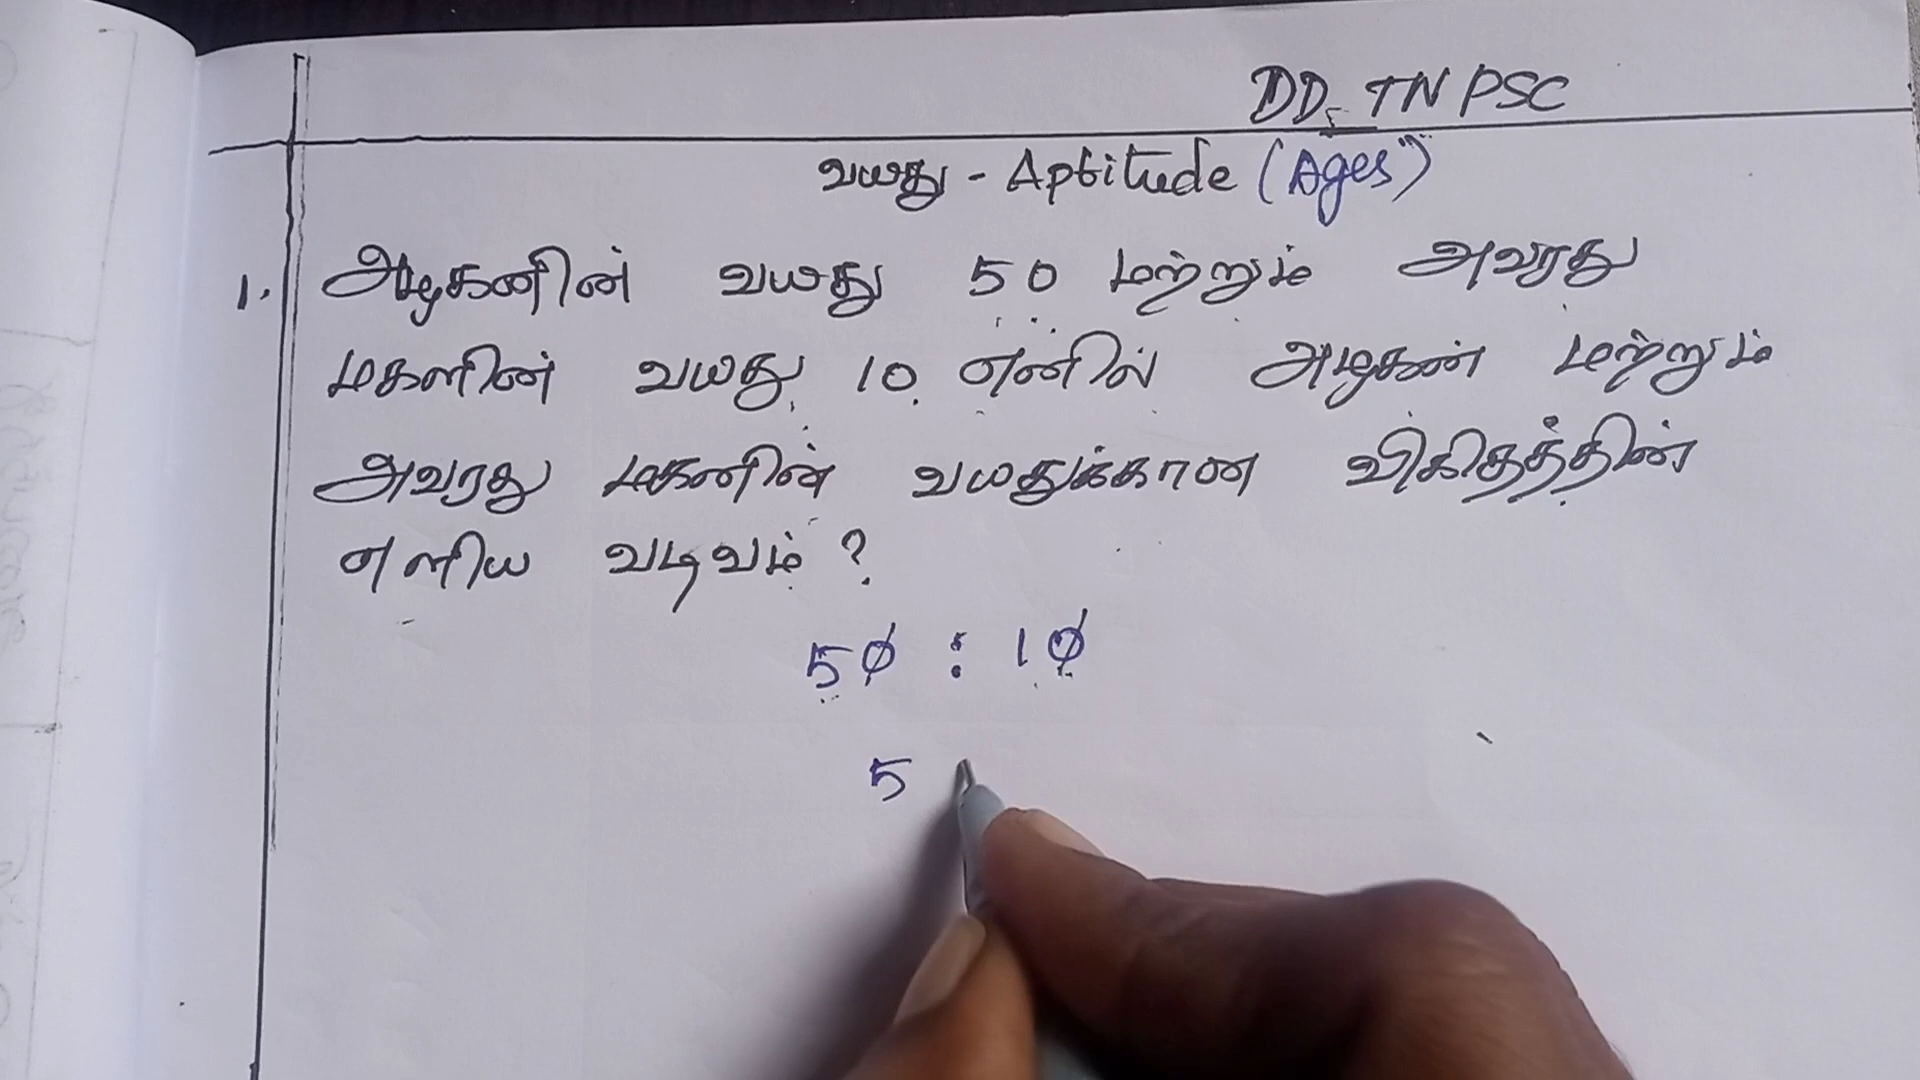 DD-TNPSC
வயது - Aptitude (Ages)
1. அழகனின் வயது 50 மற்றும் அவரது
மகளின் வயது 10 எனில் அழகன் மற்றும்
அவரது மகனின் வயதுக்கான விகிதத்தின்
எளிய வடிவம் ?
50 : 10
5